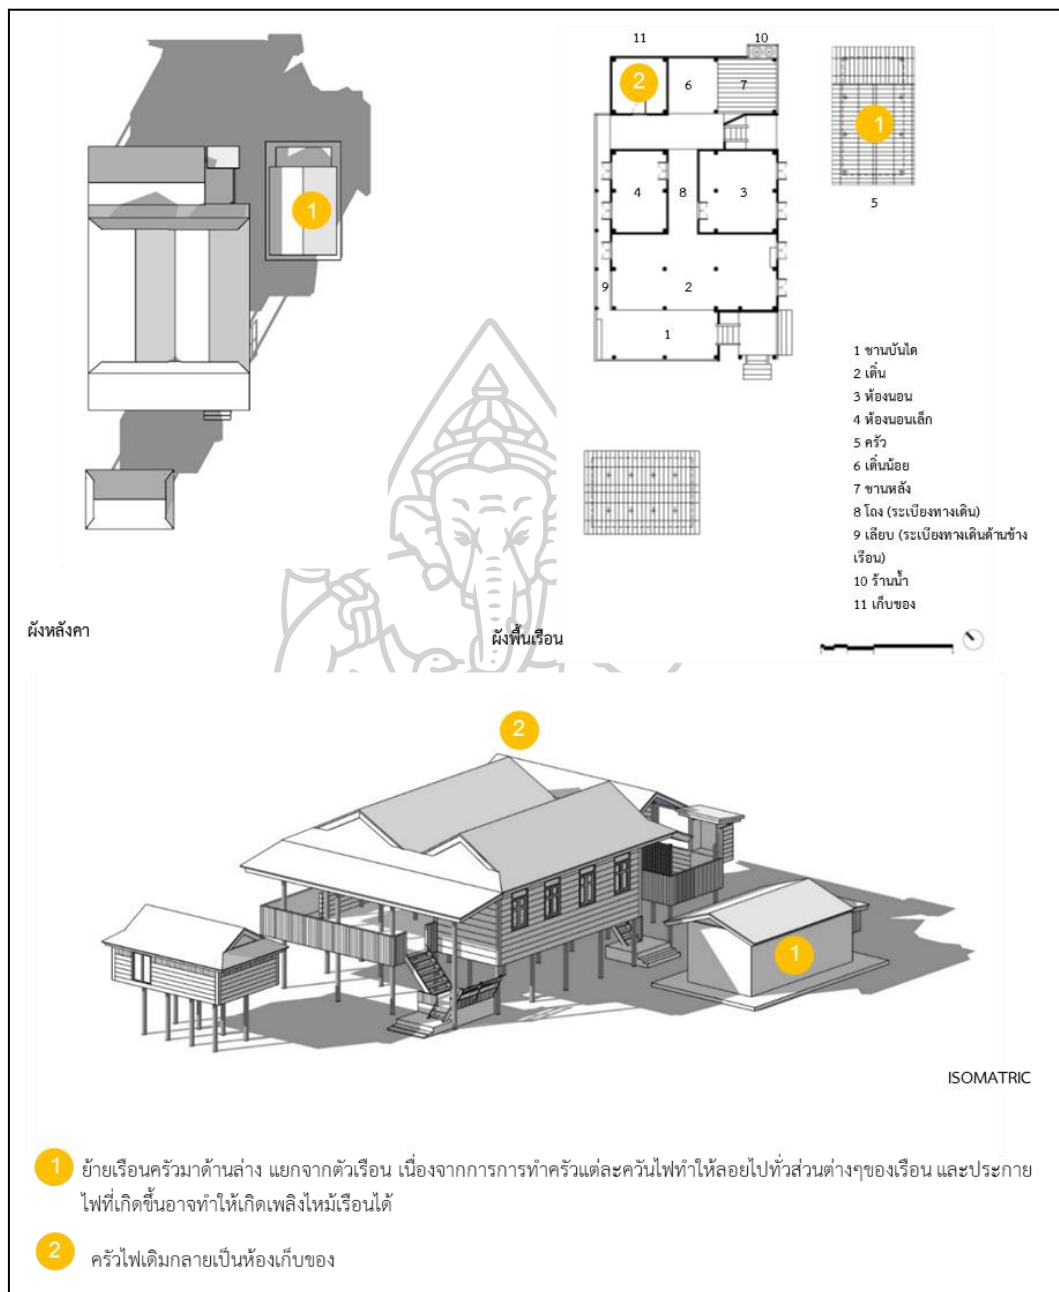 11
10
2
6
7
1
4
8
3
5
1
9
2
1
1 ชานบันได
2 เติ๋น
3 ห้องนอน
4 ห้องนอนเล็ก
5 ครัว
6 เติ๋นน้อย
7 ชานหลัง
8 โถง (ระเบียงทางเดิน)
9 เลียบ (ระเบียงทางเดินด้านข้าง
เรือน)
10 ร้านน้ำ
11 เก็บของ
ผังหลังคา
ผังพื้นเรือน
2
1
ISOMATRIC
1 ย้ายเรือนครัวมาด้านล่าง แยกจากตัวเรือน เนื่องจากการการทำครัวแต่ละควันไฟทำให้ลอยไปทั่วส่วนต่างๆของเรือน และประกาย
ไฟที่เกิดขึ้นอาจทำให้เกิดเพลิงไหม้เรือนได้
2 ครัวไฟเดิมกลายเป็นห้องเก็บของ